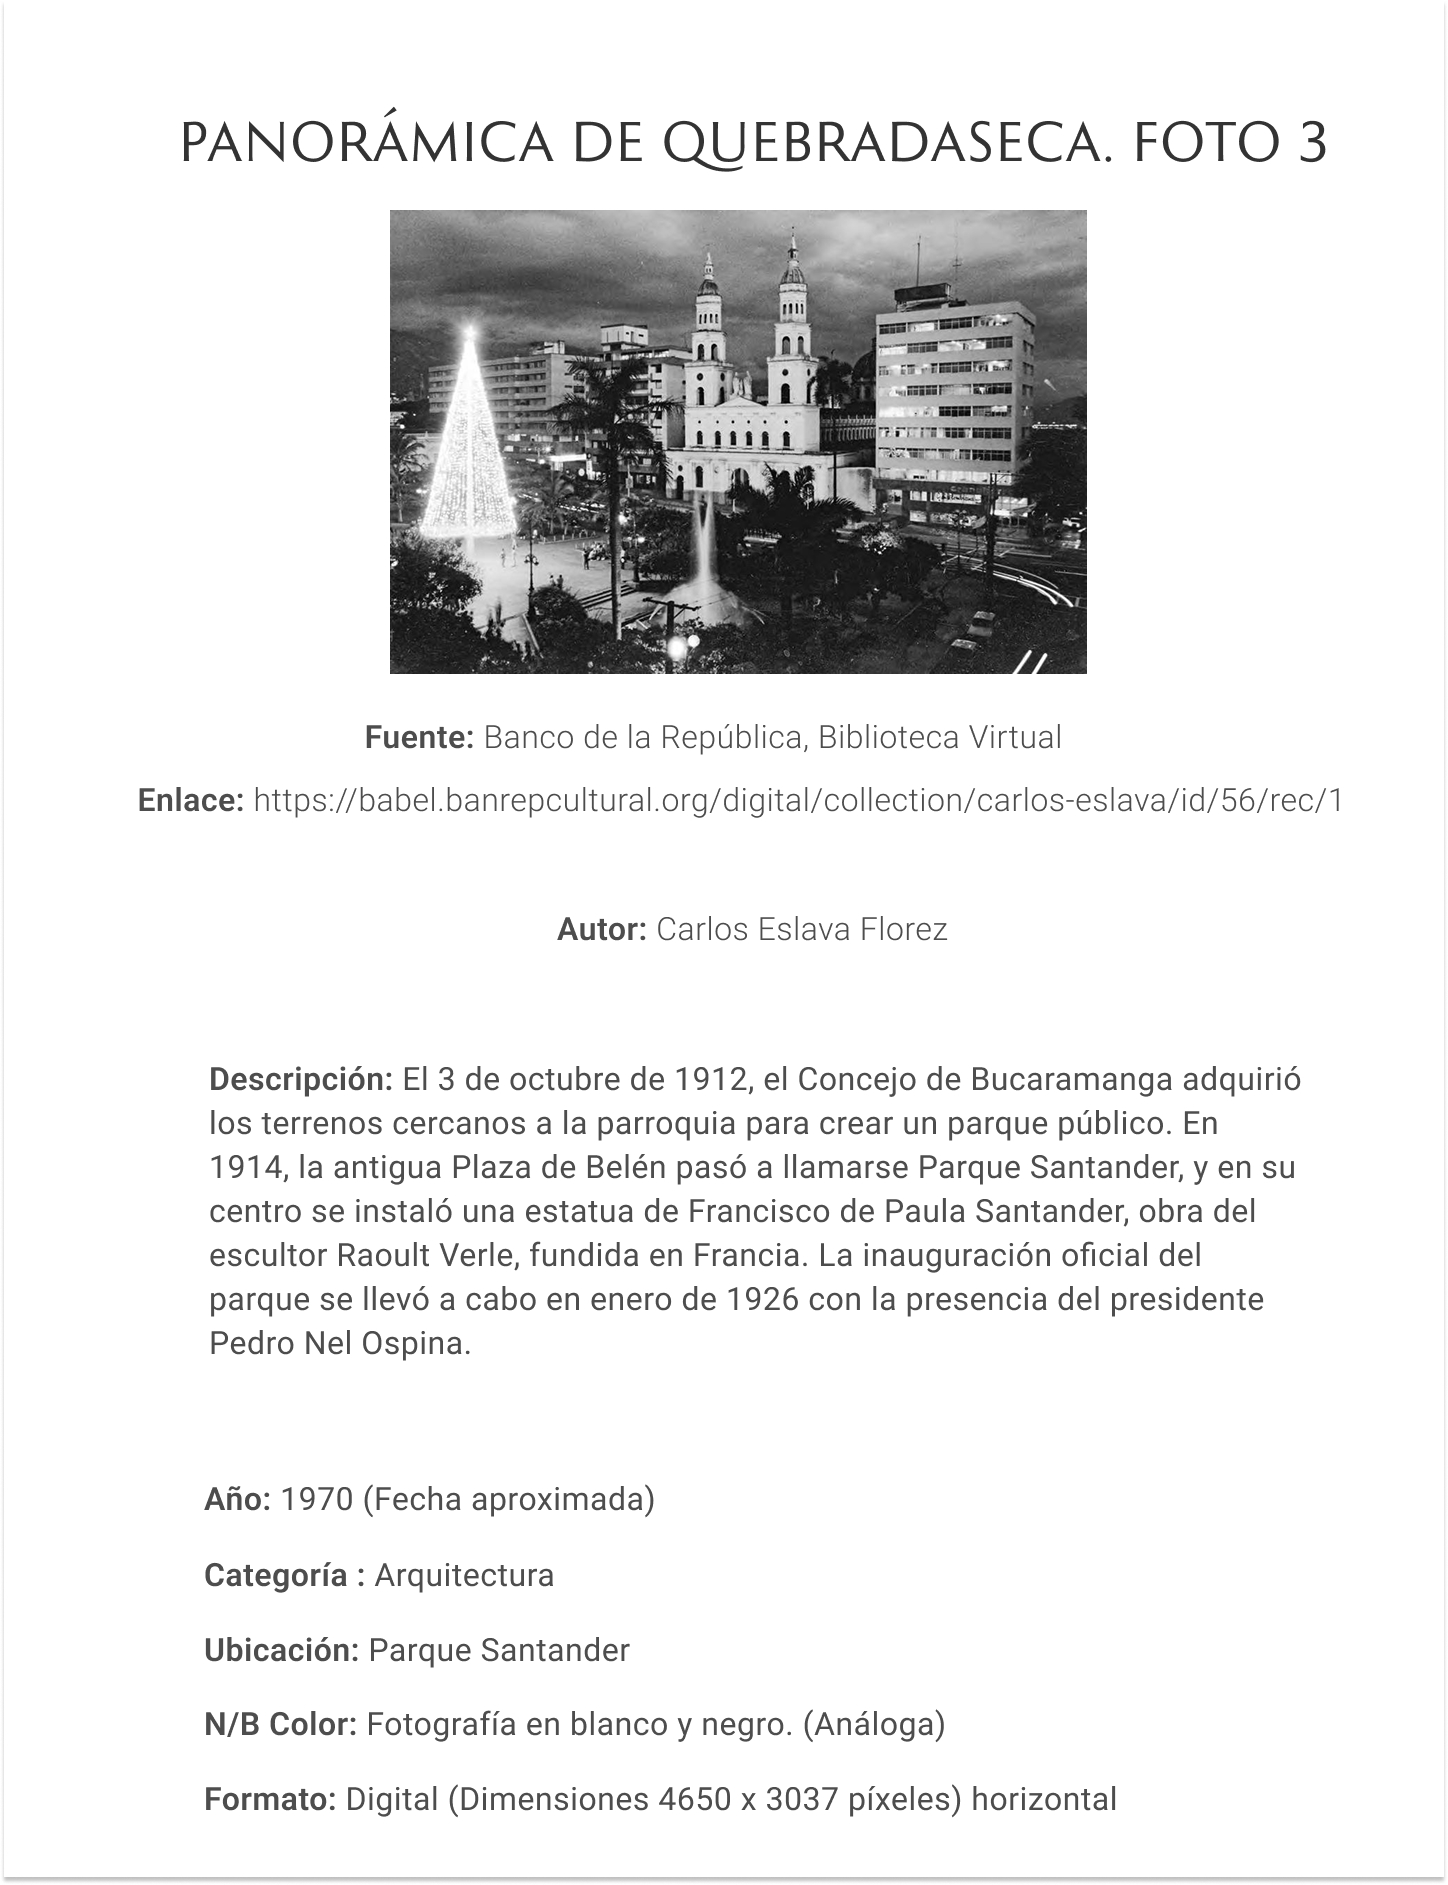 PANORÁMICA DE QUEBRADASECA. FOTO 3
Fuente: Banco de la República, Biblioteca Virtual
Enlace: https://babel.banrepcultural.org/digital/collection/carlos-eslava/id/56/rec/1
Autor: Carlos Eslava Florez
Descripción: El 3 de octubre de 1912, el Concejo de Bucaramanga adquirió
los terrenos cercanos a la parroquia para crear un parque público. En
1914, la antigua Plaza de Belén pasó a llamarse Parque Santander, y en su
centro se instaló una estatua de Francisco de Paula Santander, obra del
escultor Raoult Verle, fundida en Francia. La inauguración oficial del
parque se llevó a cabo en enero de 1926 con la presencia del presidente
Pedro Nel Ospina.
Año: 1970 (Fecha aproximada)
Categoría : Arquitectura
Ubicación: Parque Santander
N/B Color: Fotografía en blanco y negro. (Análoga)
Formato: Digital (Dimensiones 4650 x 3037 píxeles) horizontal